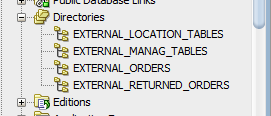 Public Database Links
Directories
EXTERNAL_LOCATION_TABLES
EXTERNAL_MANAG_TABLES
EXTERNAL_ORDERS
EXTERNAL_RETURNED_ORDERS
Editions